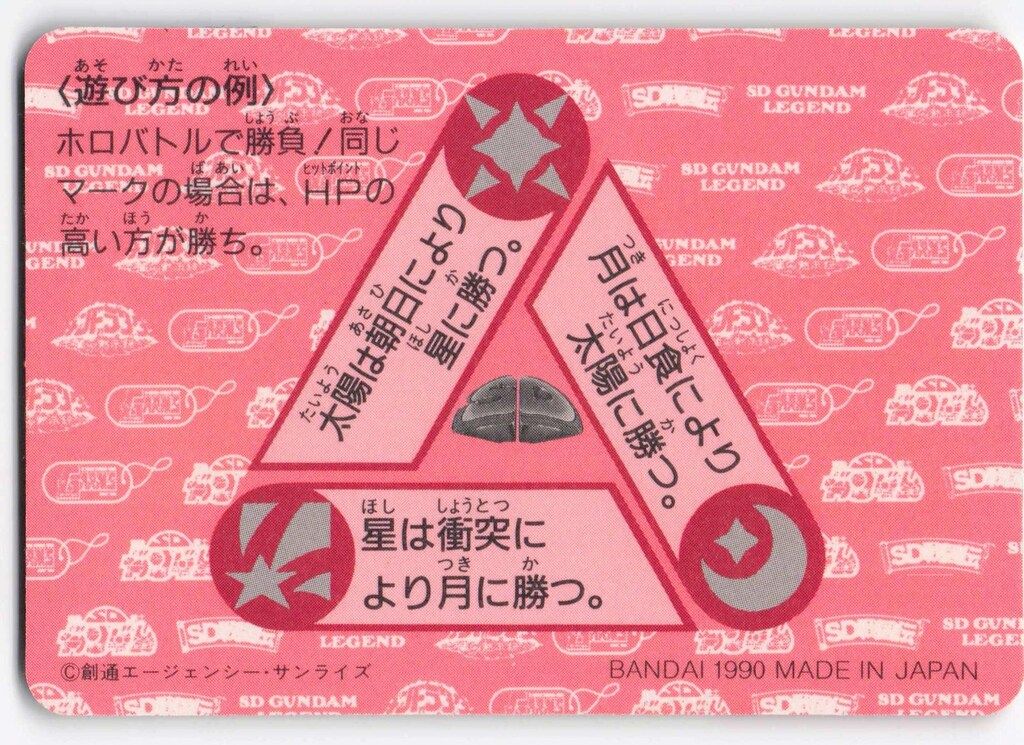 〈遊び方の例〉
ホロバトルで勝負！同じ
マークの場合は、HPの
高い方が勝ち。
太陽は朝日により
星に勝つ。
月は日食により
太陽に勝つ。
星は衝突に
より月に勝つ。
©創通エージェンシー・サンライズ
BANDAI 1990 MADE IN JAPAN
SD GUNDAM
LEGEND